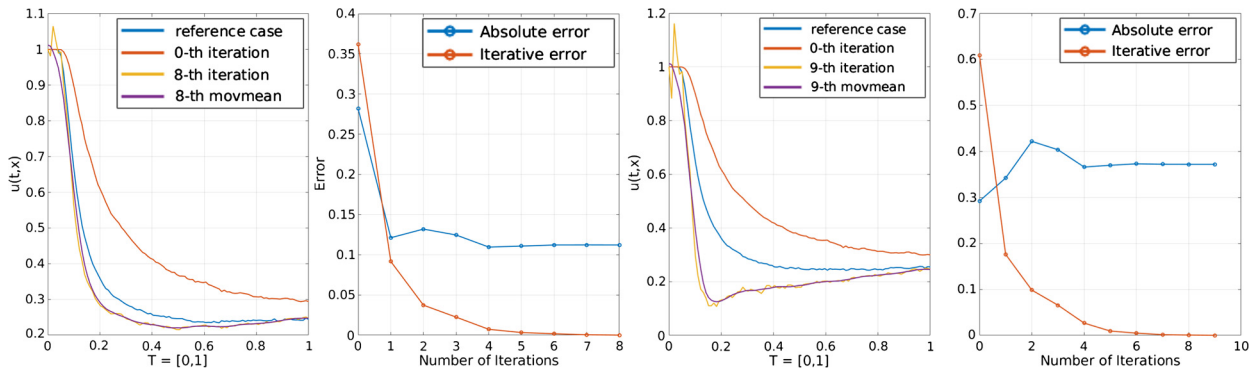 1.1
1
0.9
0.8
0.7
0.6
0.5
0.4
0.3
0.2
u(t,x)
reference case
0-th iteration
8-th iteration
8-th movmean
0 0.2 0.4 0.6 0.8 1
T = [0,1]
0.4
0.35
0.3
0.25
0.2
0.15
0.1
0.05
0
Error
Absolute error
Iterative error
0 1 2 3 4 5 6 7 8
Number of Iterations
1.2
1
0.8
0.6
0.4
0.2
0
u(t,x)
reference case
0-th iteration
9-th iteration
9-th movmean
0 0.2 0.4 0.6 0.8 1
T = [0,1]
0.7
0.6
0.5
0.4
0.3
0.2
0.1
0
Absolute error
Iterative error
0 2 4 6 8 10
Number of Iterations